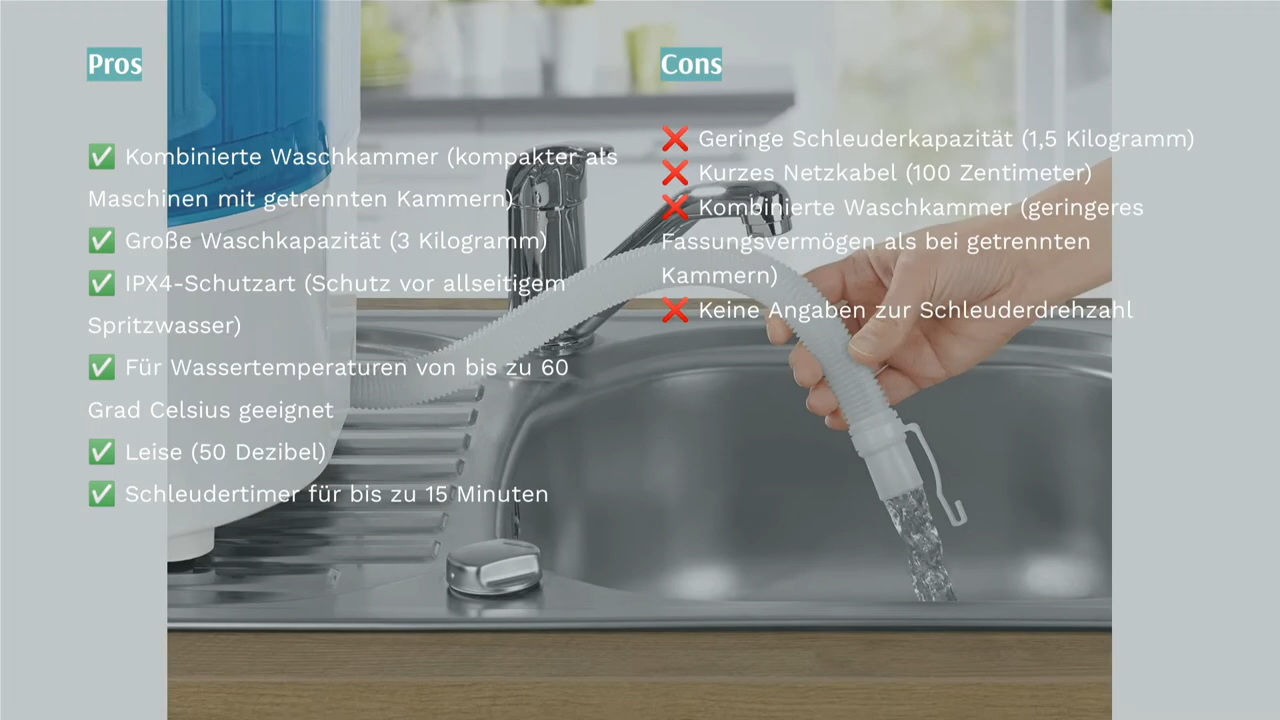 Pros
✅ Kombinierte Waschkammer (kompakter als
Maschinen mit getrennten Kammern)
✅ Große Waschkapazität (3 Kilogramm)
✅ IPX4-Schutzart (Schutz vor allseitigem
Spritzwasser)
✅ Für Wassertemperaturen von bis zu 60
Grad Celsius geeignet
✅ Leise (50 Dezibel)
✅ Schleudertimer für bis zu 15 Minuten
Cons
❌ Geringe Schleuderkapazität (1,5 Kilogramm)
❌ Kurzes Netzkabel (100 Zentimeter)
❌ Kombinierte Waschkammer (geringeres
Fassungsvermögen als bei getrennten
Kammern)
❌ Keine Angaben zur Schleuderdrehzahl